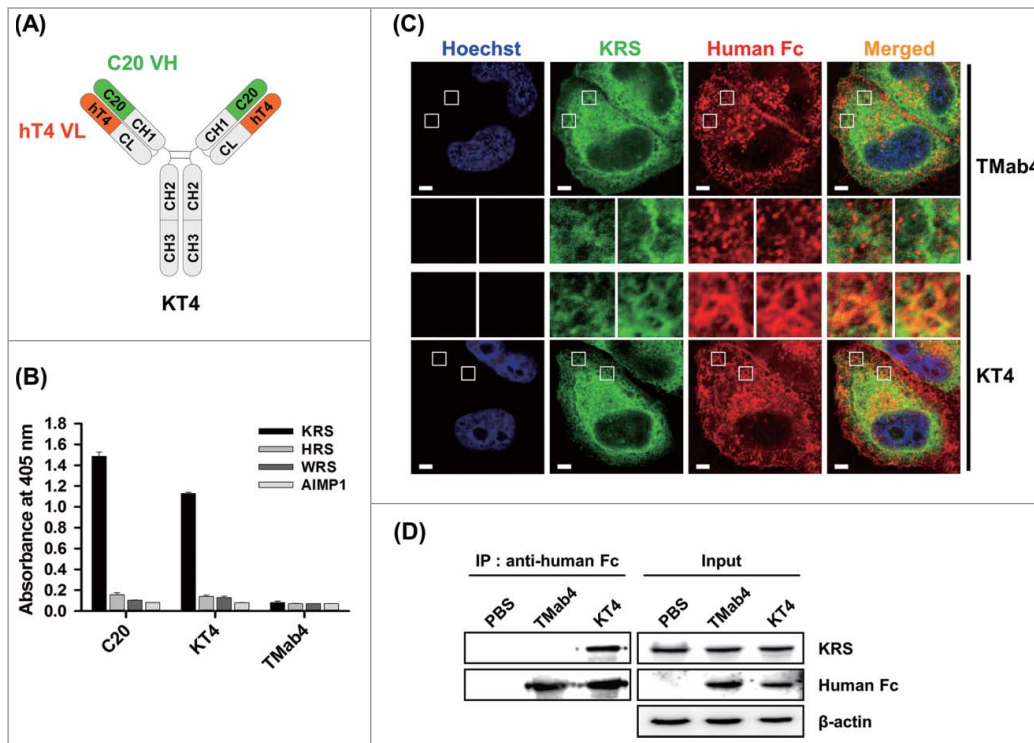 (A)
C20 VH
hT4 VL
C20
hT4
CH1
CL
C20
hT4
CH1
CL
CH2
CH2
CH3
CH3
KT4
(B)
Absorbance at 405 nm
1.8
1.6
1.4
1.2
1.0
0.8
0.6
0.4
0.2
0.0
KRS
HRS
WRS
AIMP1
C20
KT4
TMab4
(C)
Hoechst KRS Human Fc Merged
TMab4
KT4
(D)
IP : anti-human Fc Input
PBS TMab4 KT4 PBS TMab4 KT4
KRS
Human Fc
β-actin